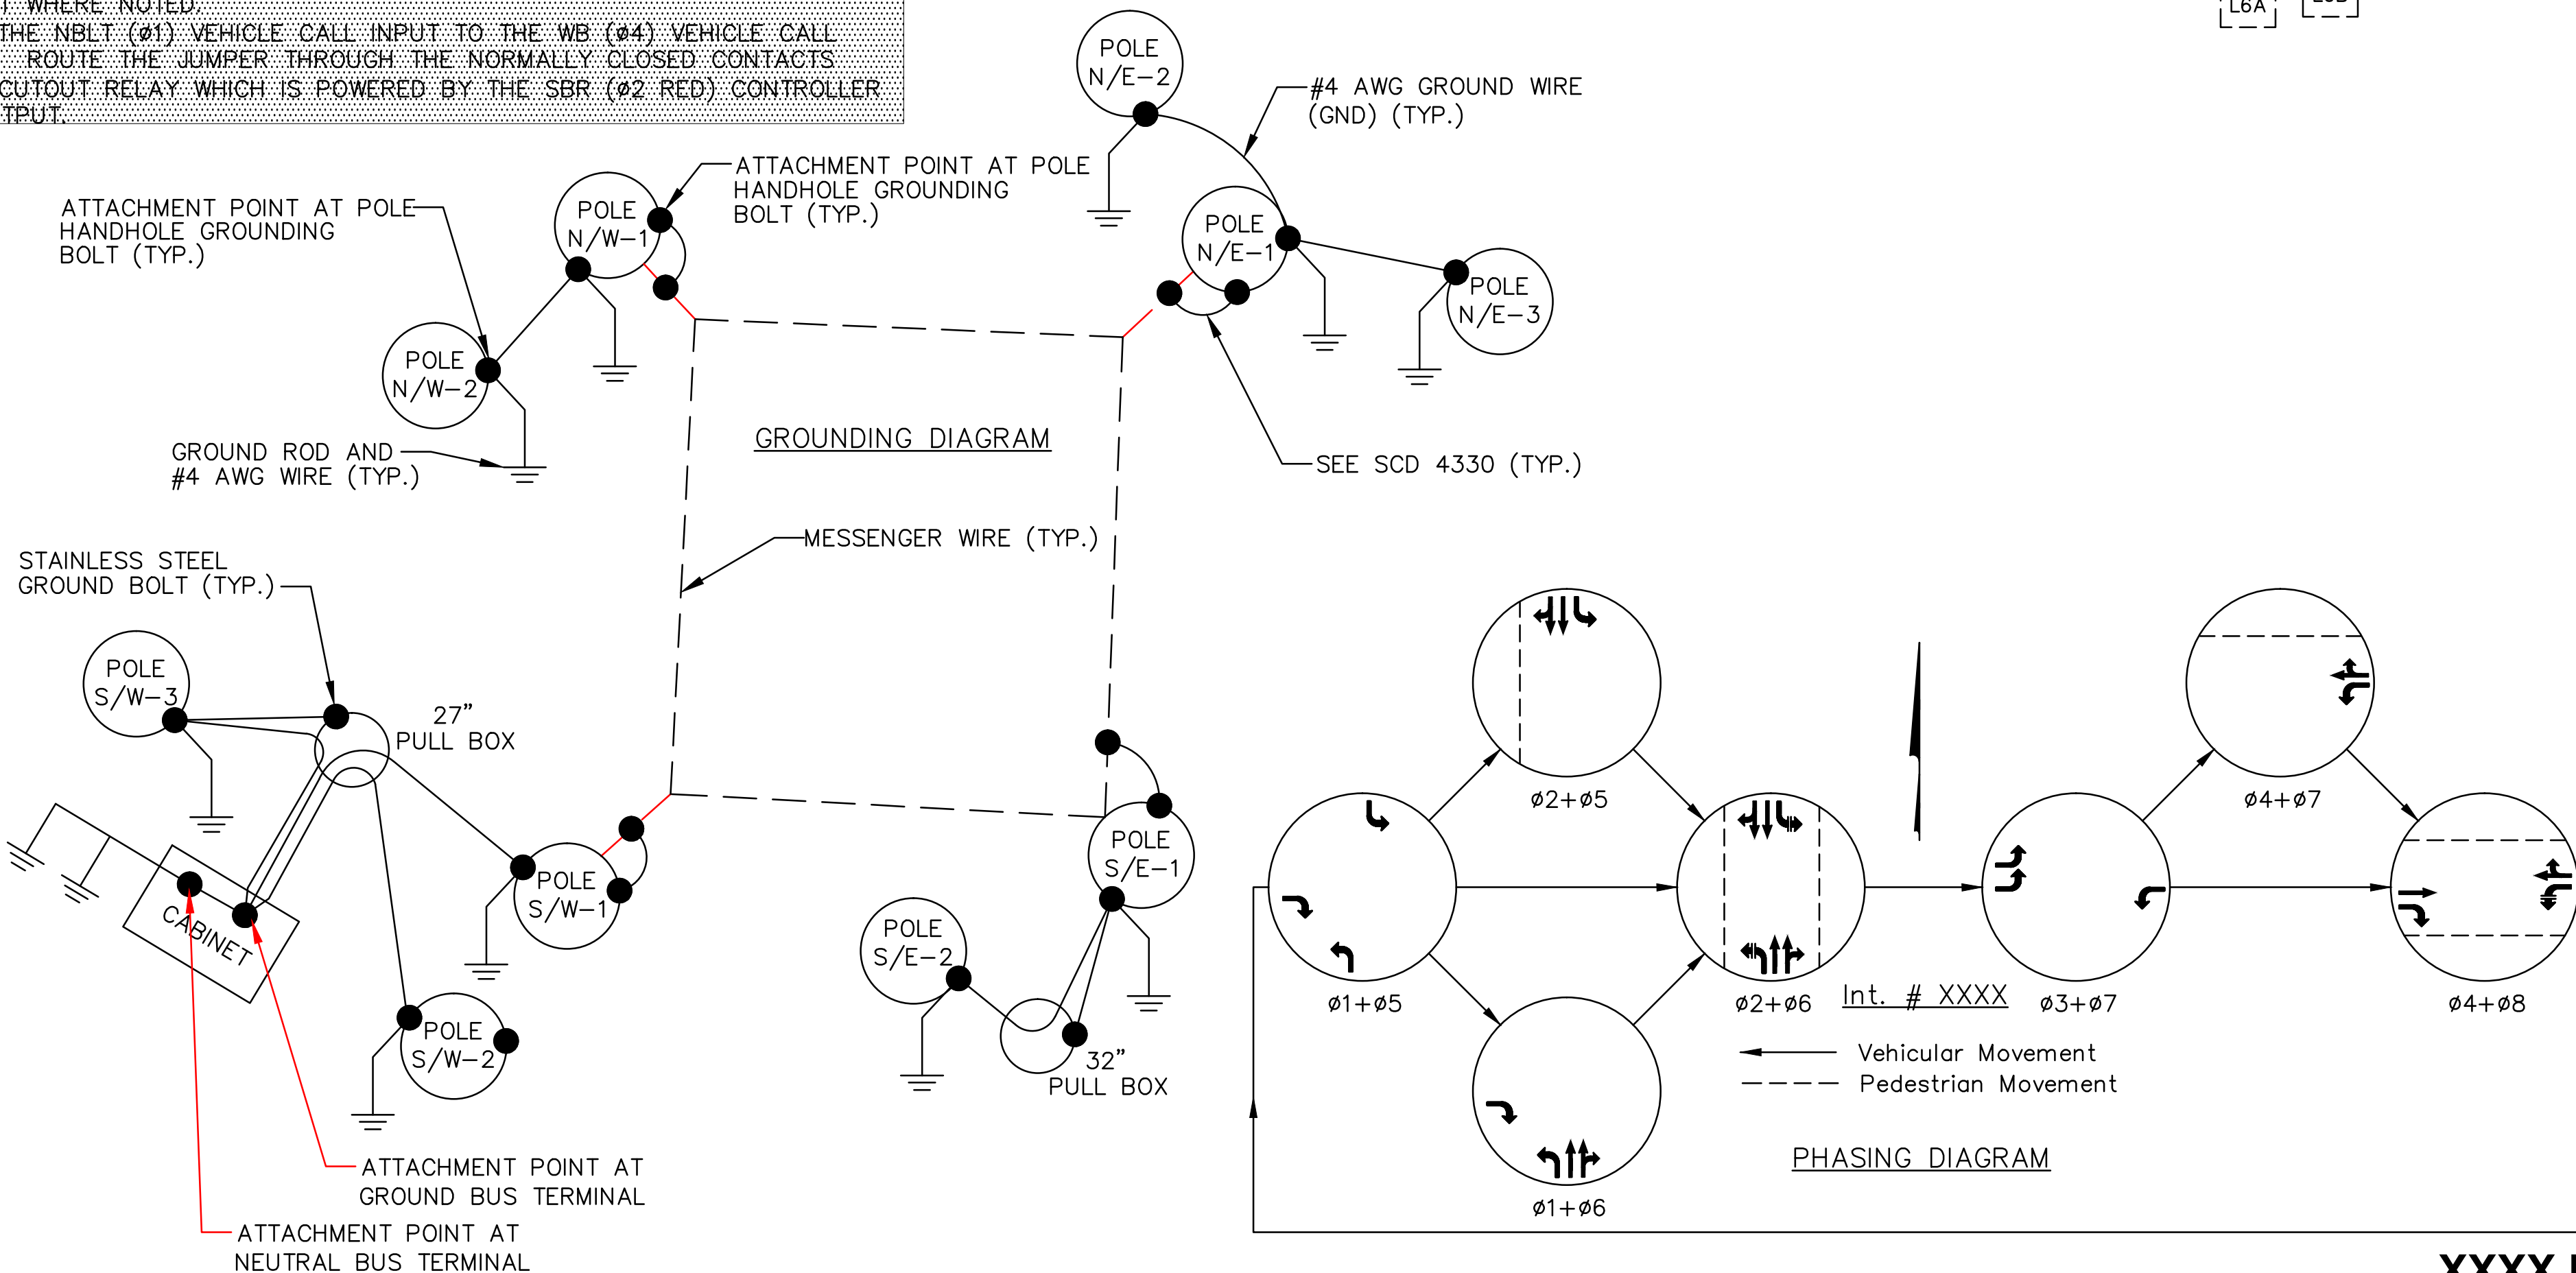 WHERE NOTED.
THE NBLT (ø1) VEHICLE CALL INPUT TO THE WB (ø4) VEHICLE CALL
ROUTE THE JUMPER THROUGH THE NORMALLY CLOSED CONTACTS
CUTOUT RELAY WHICH IS POWERED BY THE SBR (ø2 RED) CONTROLLER
TPUT.
L6A
POLE
N/E-2
#4 AWG GROUND WIRE
(GND) (TYP.)
ATTACHMENT POINT AT POLE
HANDHOLE GROUNDING
BOLT (TYP.)
ATTACHMENT POINT AT POLE
HANDHOLE GROUNDING
BOLT (TYP.)
POLE
N/W-1
POLE
N/E-1
POLE
N/E-3
POLE
N/W-2
GROUNDING DIAGRAM
GROUND ROD AND
#4 AWG WIRE (TYP.)
SEE SCD 4330 (TYP.)
MESSENGER WIRE (TYP.)
STAINLESS STEEL
GROUND BOLT (TYP.)
POLE
S/W-3
27"
PULL BOX
POLE
S/W-1
POLE
S/E-1
CABINET
POLE
S/E-2
POLE
S/W-2
32"
PULL BOX
ATTACHMENT POINT AT
GROUND BUS TERMINAL
ATTACHMENT POINT AT
NEUTRAL BUS TERMINAL
ø2+ø5
ø4+ø7
ø1+ø5
ø2+ø6
Int. # XXXX
ø3+ø7
ø4+ø8
Vehicular Movement
Pedestrian Movement
PHASING DIAGRAM
ø1+ø6
XXXX